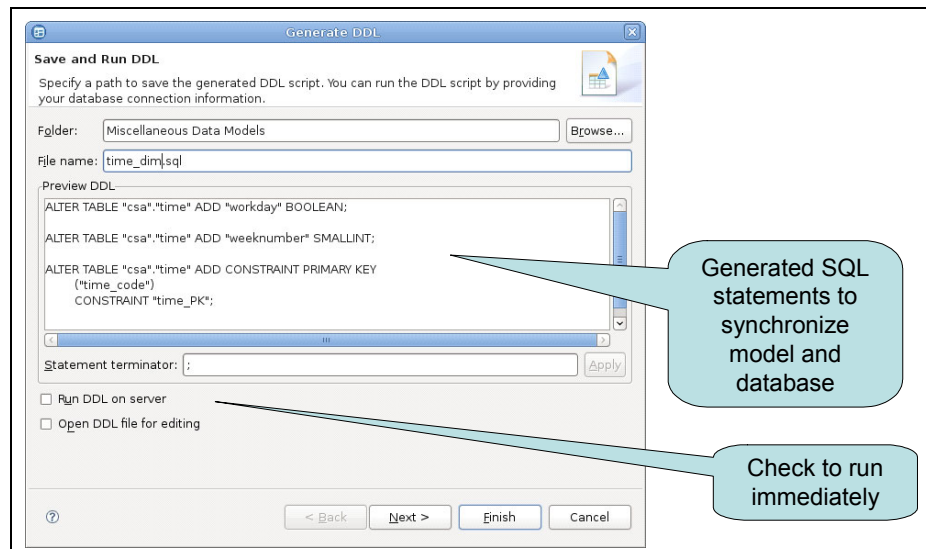 Generate DDL
Save and Run DDL
Specify a path to save the generated DDL script. You can run the DDL script by providing
your database connection information.
Folder: Miscellaneous Data Models Browse...
File name: time_dim.sql
Preview DDL
ALTER TABLE "csa"."time" ADD "workday" BOOLEAN;
ALTER TABLE "csa"."time" ADD "weeknumber" SMALLINT;
ALTER TABLE "csa"."time" ADD CONSTRAINT PRIMARY KEY
("time_code")
CONSTRAINT "time_PK";
Generated SQL
statements to
synchronize
model and
database
Statement terminator: ; Apply
Run DDL on server
Open DDL file for editing
Check to run
immediately
< Back Next > Finish Cancel